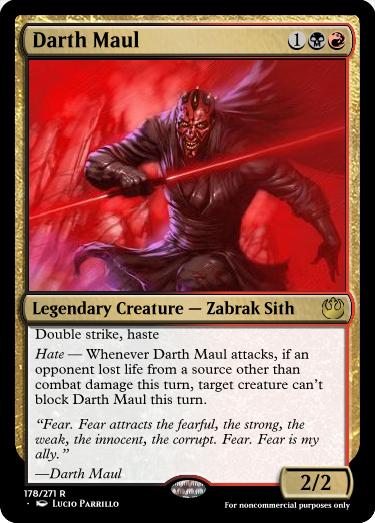 Darth Maul 1
Legendary Creature — Zabrak Sith
Double strike, haste
Hate — Whenever Darth Maul attacks, if an
opponent lost life from a source other than
combat damage this turn, target creature can't
block Darth Maul this turn.
"Fear. Fear attracts the fearful, the strong, the
weak, the innocent, the corrupt. Fear. Fear is my
ally."
—Darth Maul
2/2
178/271 R
· Lucio Parrillo
For noncommercial purposes only